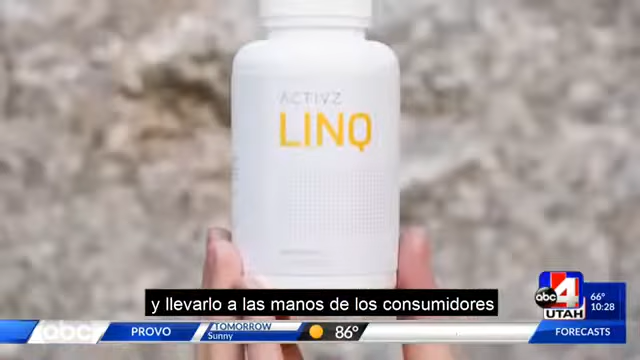 ACTIVZ
LINQ
y llevarlo a las manos de los consumidores
abc
4
UTAH
66°
10:28
abc
PROVO
TOMORROW
Sunny
86°
FORECASTS